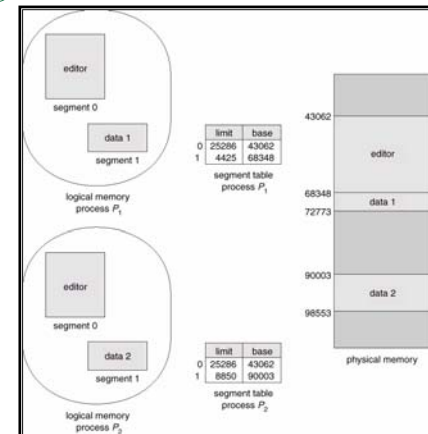 editor
segment 0
data 1
segment 1
logical memory
process P1
limit base
0 25286 43062
1 4425 68348
segment table
process P1
editor
segment 0
data 2
segment 1
logical memory
process P2
limit base
0 25286 43062
1 8850 90003
segment table
process P2
43062
editor
68348
data 1
72773
90003
data 2
98553
physical memory